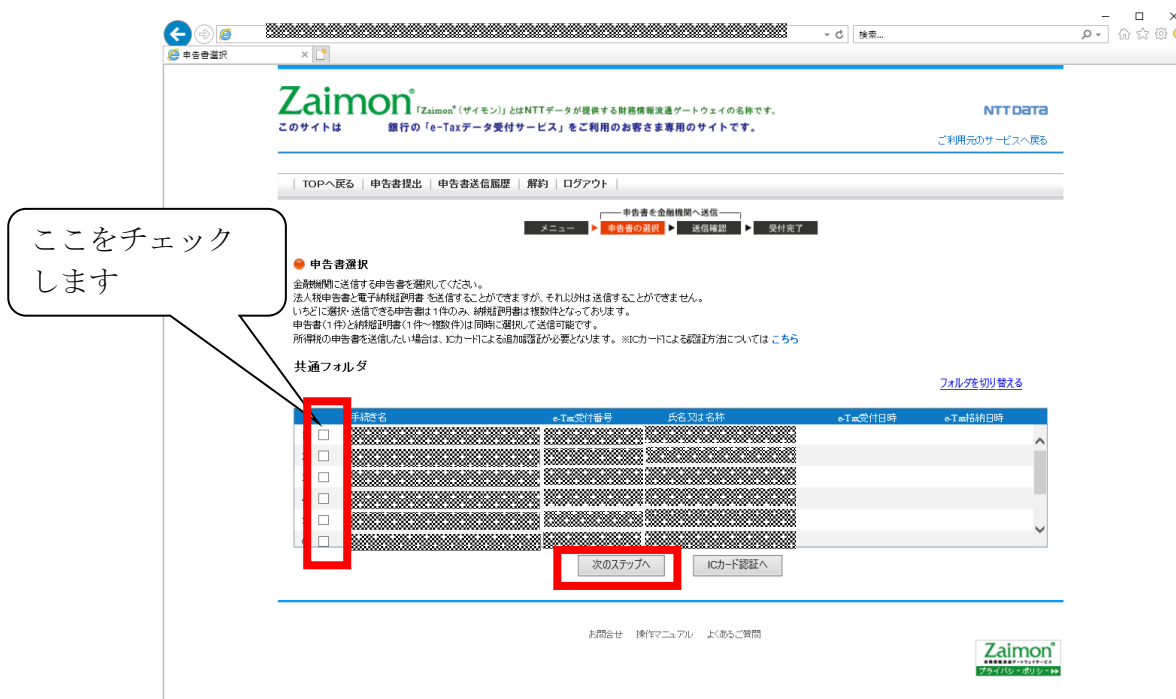 検索...
申告書選択
Zaimon® 「Zaimon®(ザイモン)」とはNTTデータが提供する財務情報流通ゲートウェイの名称です。
NTT DATA
このサイトは 銀行の「e-Taxデータ受付サービス」をご利用のお客さま専用のサイトです。
ご利用元のサービスへ戻る
| TOPへ戻る | 申告書提出 | 申告書送信履歴 | 解約 | ログアウト |
申告書を金融機関へ送信
メニュー 申告書の選択 送信確認 受付完了
ここをチェック
します
申告書選択
金融機関に送信する申告書を選択してください。
法人税申告書と電子納税証明書 を送信することができますが、それ以外は送信することができません。
いちどに選択・送信できる申告書は1件のみ、納税証明書は複数件となっております。
申告書(1件)と納税証明書(1件~複数件)は同時に選択して送信可能です。
所得税の申告書を送信したい場合は、ICカードによる追加認証が必要となります。※ICカードによる認証方法については こちら
共通フォルダ
フォルダを切り替える
手続き名 e-Tax受付番号 氏名又は名称 e-Tax受付日時 e-Tax格納日時
次のステップへ ICカード認証へ
お問合せ 操作マニュアル よくあるご質問
Zaimon®
プライバシーポリシー